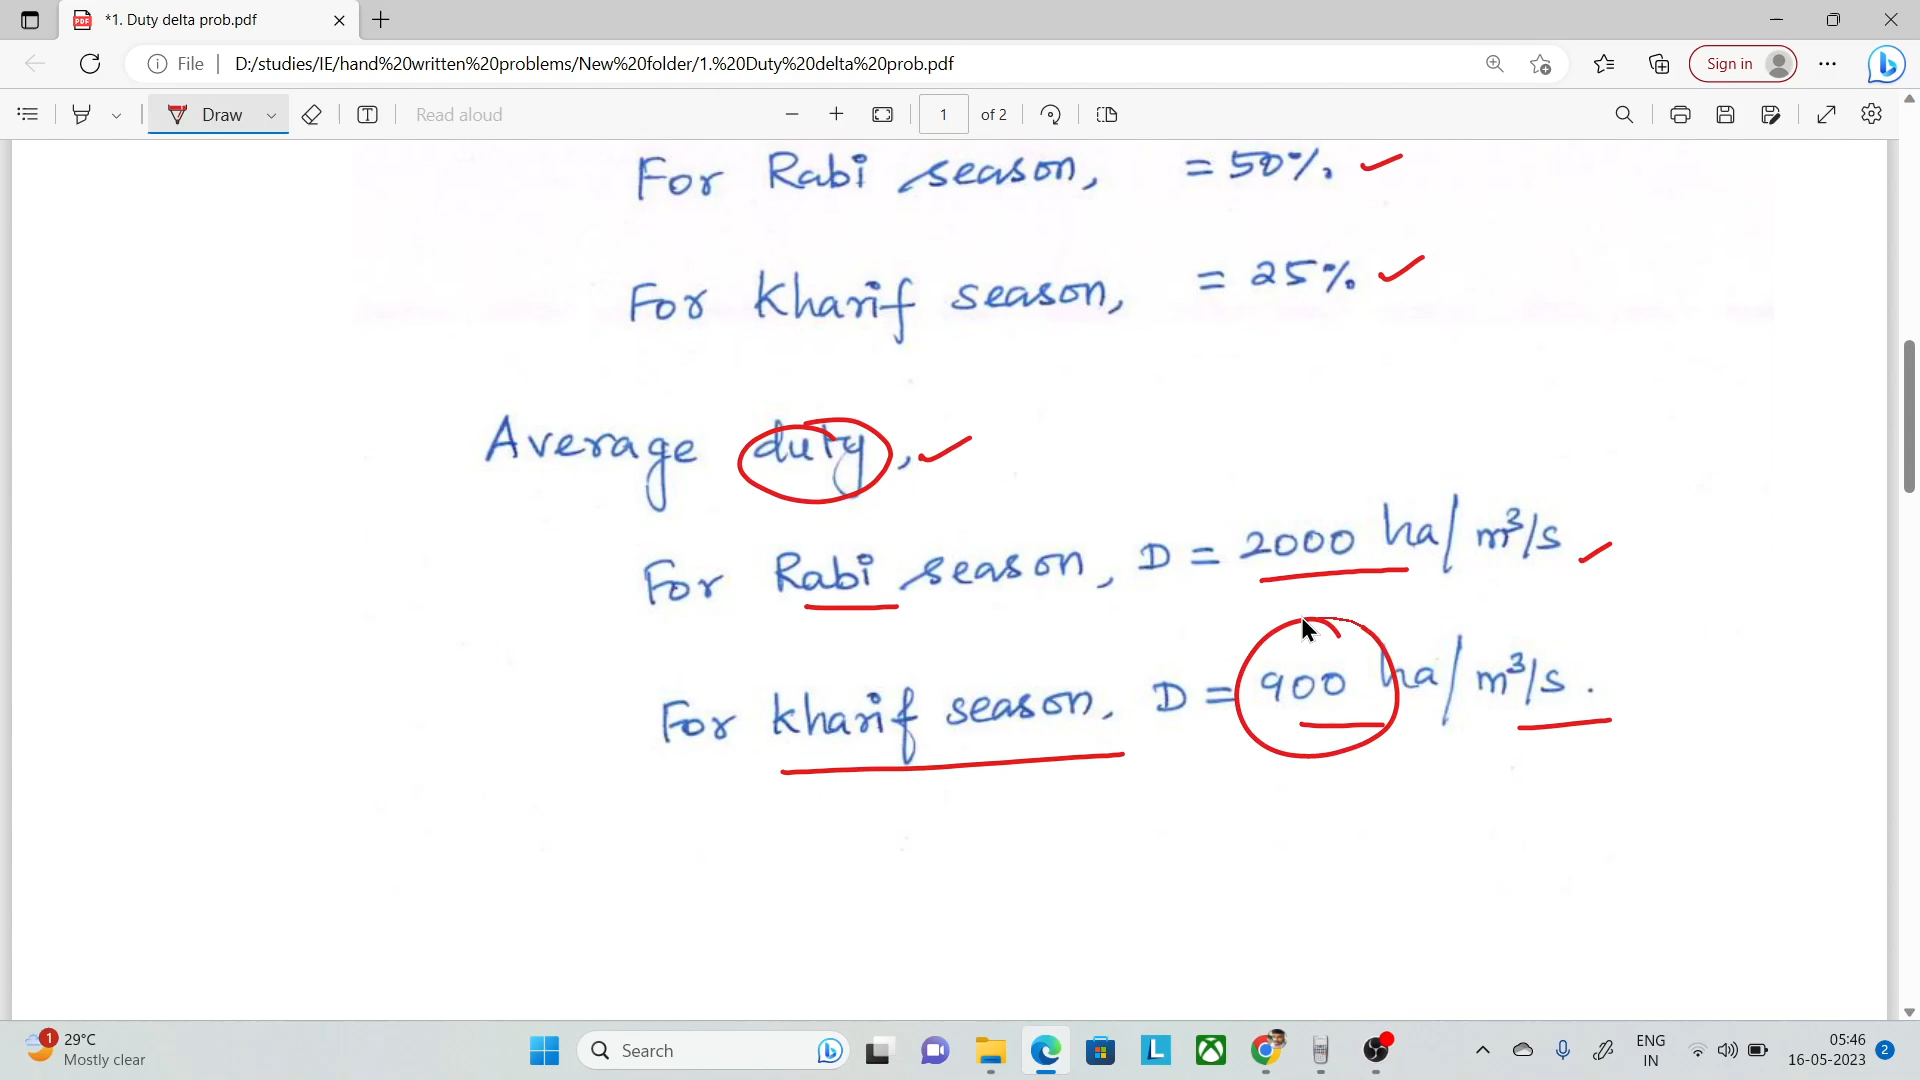 *1. Duty delta prob.pdf
File
D:/studies/IE/hand%20written%20problems/New%20folder/1.%20Duty%20delta%20prob.pdf
Sign in
Draw
Read aloud
1 of 2
For Rabi season, = 50%.
For Kharif season, = 25%.
Average duty,
For Rabi season, D = 2000 ha/m³/s
For Kharif season, D = 900 ha/m³/s.
1
29°C
Mostly clear
Search
L
ENG
IN
05:46
16-05-2023
2